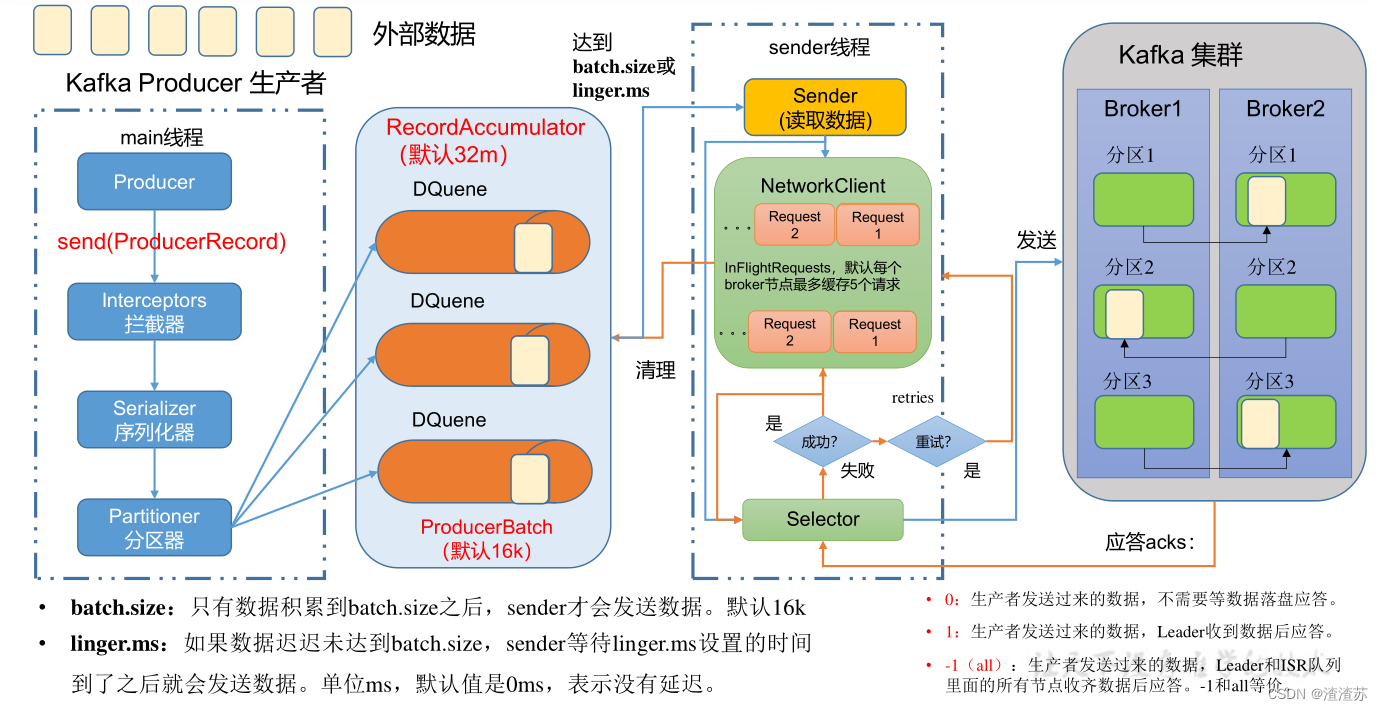 外部数据
Kafka Producer 生产者
main线程
Producer
send(ProducerRecord)
Interceptors
拦截器
Serializer
序列化器
Partitioner
分区器
RecordAccumulator
（默认32m）
DQuene
DQuene
DQuene
ProducerBatch
（默认16k）
达到
batch.size或
linger.ms
清理
sender线程
Sender
(读取数据)
NetworkClient
···
Request
2
Request
1
InFlightRequests，默认每个
broker节点最多缓存5个请求
···
Request
2
Request
1
retries
是
成功?
重试?
失败
是
Selector
发送
Kafka 集群
Broker1
Broker2
分区1
分区1
分区2
分区2
分区3
分区3
应答acks：
• batch.size：只有数据积累到batch.size之后，sender才会发送数据。默认16k
• linger.ms：如果数据迟迟未达到batch.size，sender等待linger.ms设置的时间
到了之后就会发送数据。单位ms，默认值是0ms，表示没有延迟。
• 0：生产者发送过来的数据，不需要等数据落盘应答。
• 1：生产者发送过来的数据，Leader收到数据后应答。
• -1（all）：生产者发送过来的数据，Leader和ISR队列
里面的所有节点收齐数据后应答。-1和all等价。
CSDN @渣渣苏